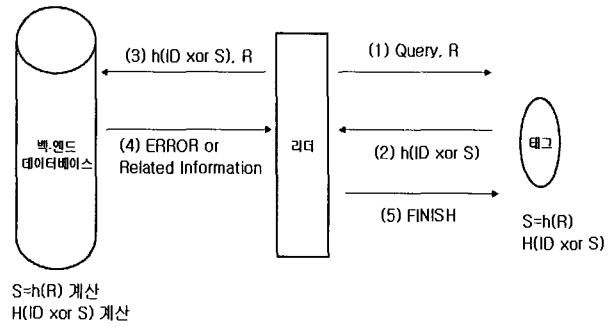 (3) h(ID xor S), R
(1) Query, R
백-엔드
데이터베이스
(4) ERROR or
Related Information
리더
(2) h(ID xor S)
태그
(5) FINISH
S=h(R)
H(ID xor S)
S=h(R) 계산
H(ID xor S) 계산